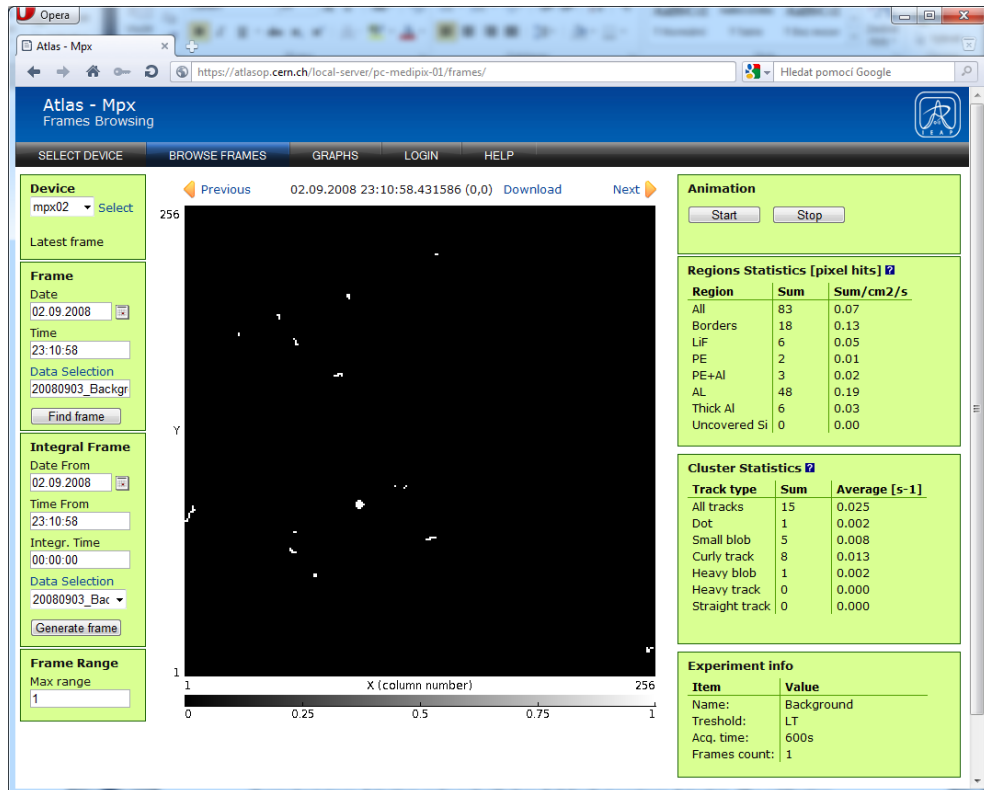 Opera
Atlas - Mpx
https://atlasop.cern.ch/local-server/pc-medipix-01/frames/
Hledat pomocí Google
Atlas - Mpx
Frames Browsing
IEAP
SELECT DEVICE BROWSE FRAMES GRAPHS LOGIN HELP
Device
mpx02 Select
Latest frame
Frame
Date
02.09.2008
Time
23:10:58
Data Selection
20080903_Backgr
Find frame
Integral Frame
Date From
02.09.2008
Time From
23:10:58
Integr. Time
00:00:00
Data Selection
20080903_Bac
Generate frame
Frame Range
Max range
1
Previous 02.09.2008 23:10:58.431586 (0,0) Download Next
256
Y
1
1 X (column number) 256
0 0.25 0.5 0.75 1
Animation
Start Stop
Regions Statistics [pixel hits] ?
Region Sum Sum/cm2/s
All 83 0.07
Borders 18 0.13
LiF 6 0.05
PE 2 0.01
PE+Al 3 0.02
AL 48 0.19
Thick Al 6 0.03
Uncovered Si 0 0.00
Cluster Statistics ?
Track type Sum Average [s-1]
All tracks 15 0.025
Dot 1 0.002
Small blob 5 0.008
Curly track 8 0.013
Heavy blob 1 0.002
Heavy track 0 0.000
Straight track 0 0.000
Experiment info
Item Value
Name: Background
Treshold: LT
Acq. time: 600s
Frames count: 1